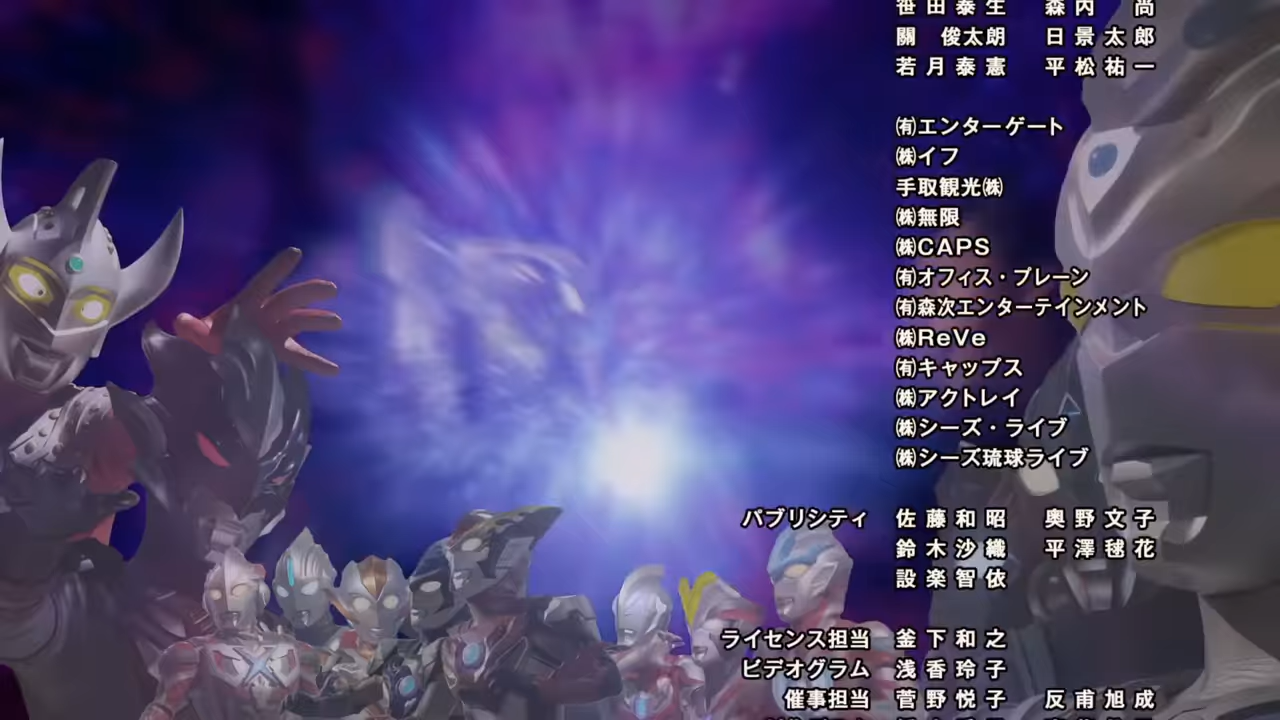 笹田泰生 森内 尚
關 俊太朗 日景太郎
若月泰憲 平松祐一
㈲エンターゲート
㈱イフ
手取観光㈱
㈱無限
㈱CAPS
㈲オフィス・ブレーン
㈲森次エンターテインメント
㈱ReVe
㈲キャップス
㈱アクトレイ
㈱シーズ・ライブ
㈱シーズ琉球ライブ
パブリシティ 佐藤和昭 奥野文子
鈴木沙織 平澤毬花
設楽智依
ライセンス担当 釜下和之
ビデオグラム 浅香玲子
催事担当 菅野悦子 反甫旭成